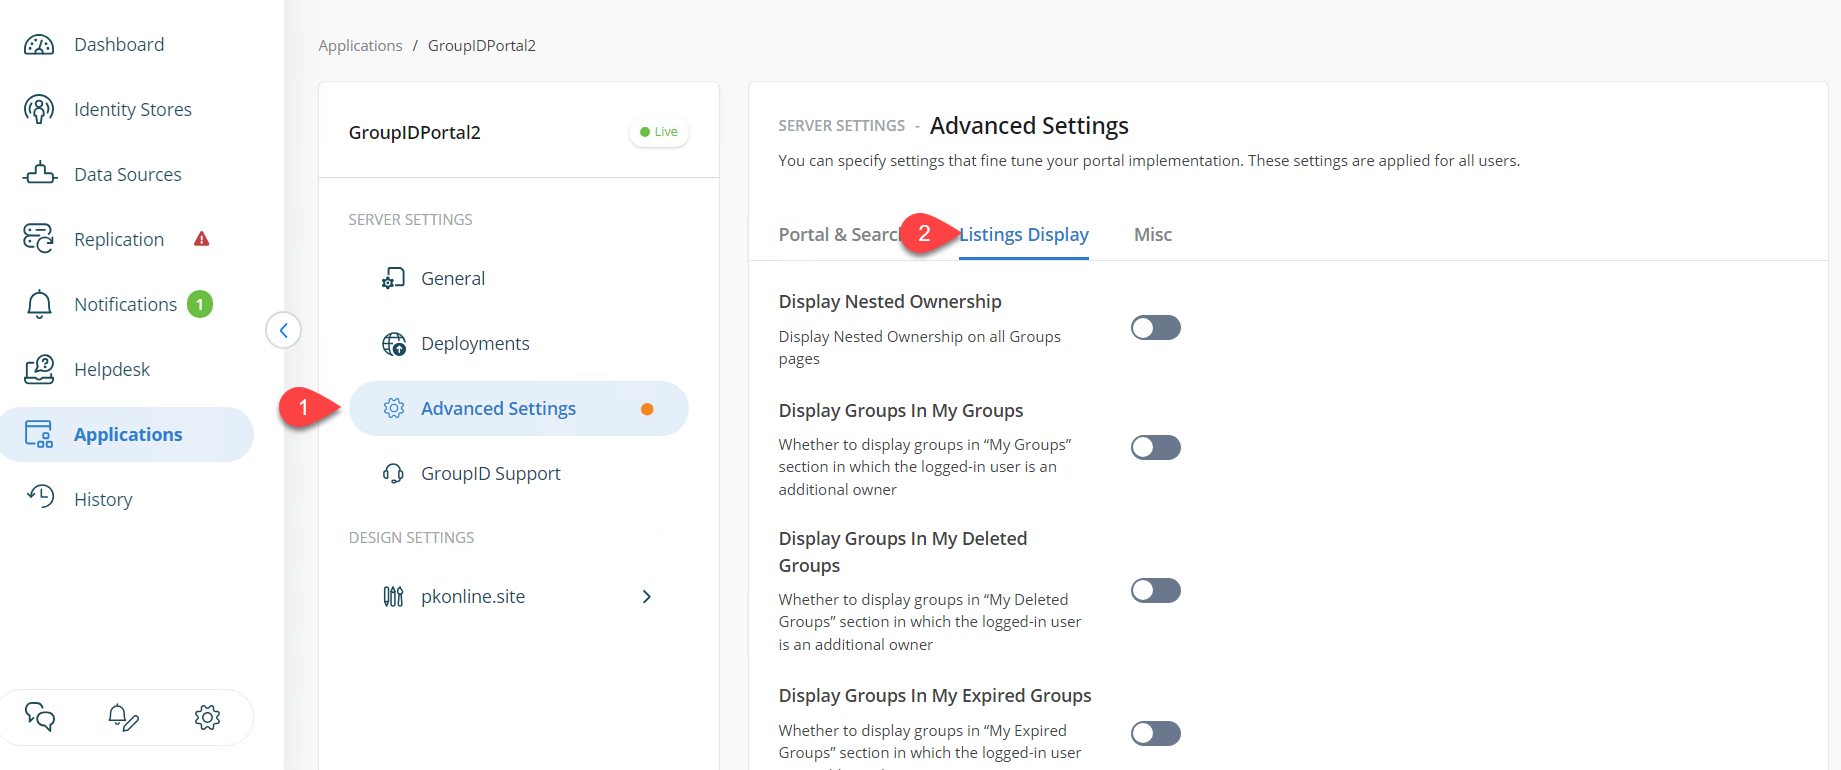 Dashboard
Identity Stores
Data Sources
Replication
Notifications 1
Helpdesk
Applications
History
Applications / GroupIDPortal2
GroupIDPortal2
Live
SERVER SETTINGS
General
Deployments
1
Advanced Settings
GroupID Support
DESIGN SETTINGS
pkonline.site
SERVER SETTINGS - Advanced Settings
You can specify settings that fine tune your portal implementation. These settings are applied for all users.
Portal & Searc 2 Listings Display Misc
Display Nested Ownership
Display Nested Ownership on all Groups
pages
Display Groups In My Groups
Whether to display groups in “My Groups”
section in which the logged-in user is an
additional owner
Display Groups In My Deleted
Groups
Whether to display groups in “My Deleted
Groups” section in which the logged-in user
is an additional owner
Display Groups In My Expired Groups
Whether to display groups in “My Expired
Groups” section in which the logged-in user